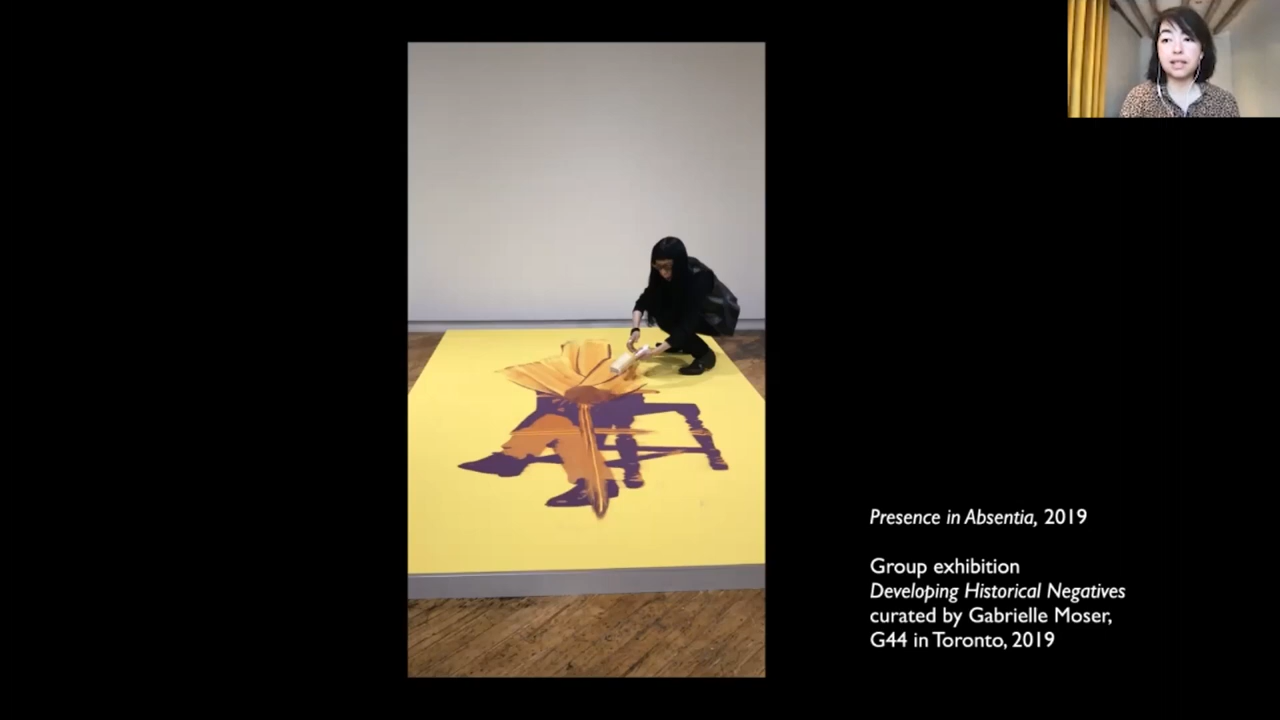 Presence in Absentia, 2019
Group exhibition
Developing Historical Negatives
curated by Gabrielle Moser,
G44 in Toronto, 2019